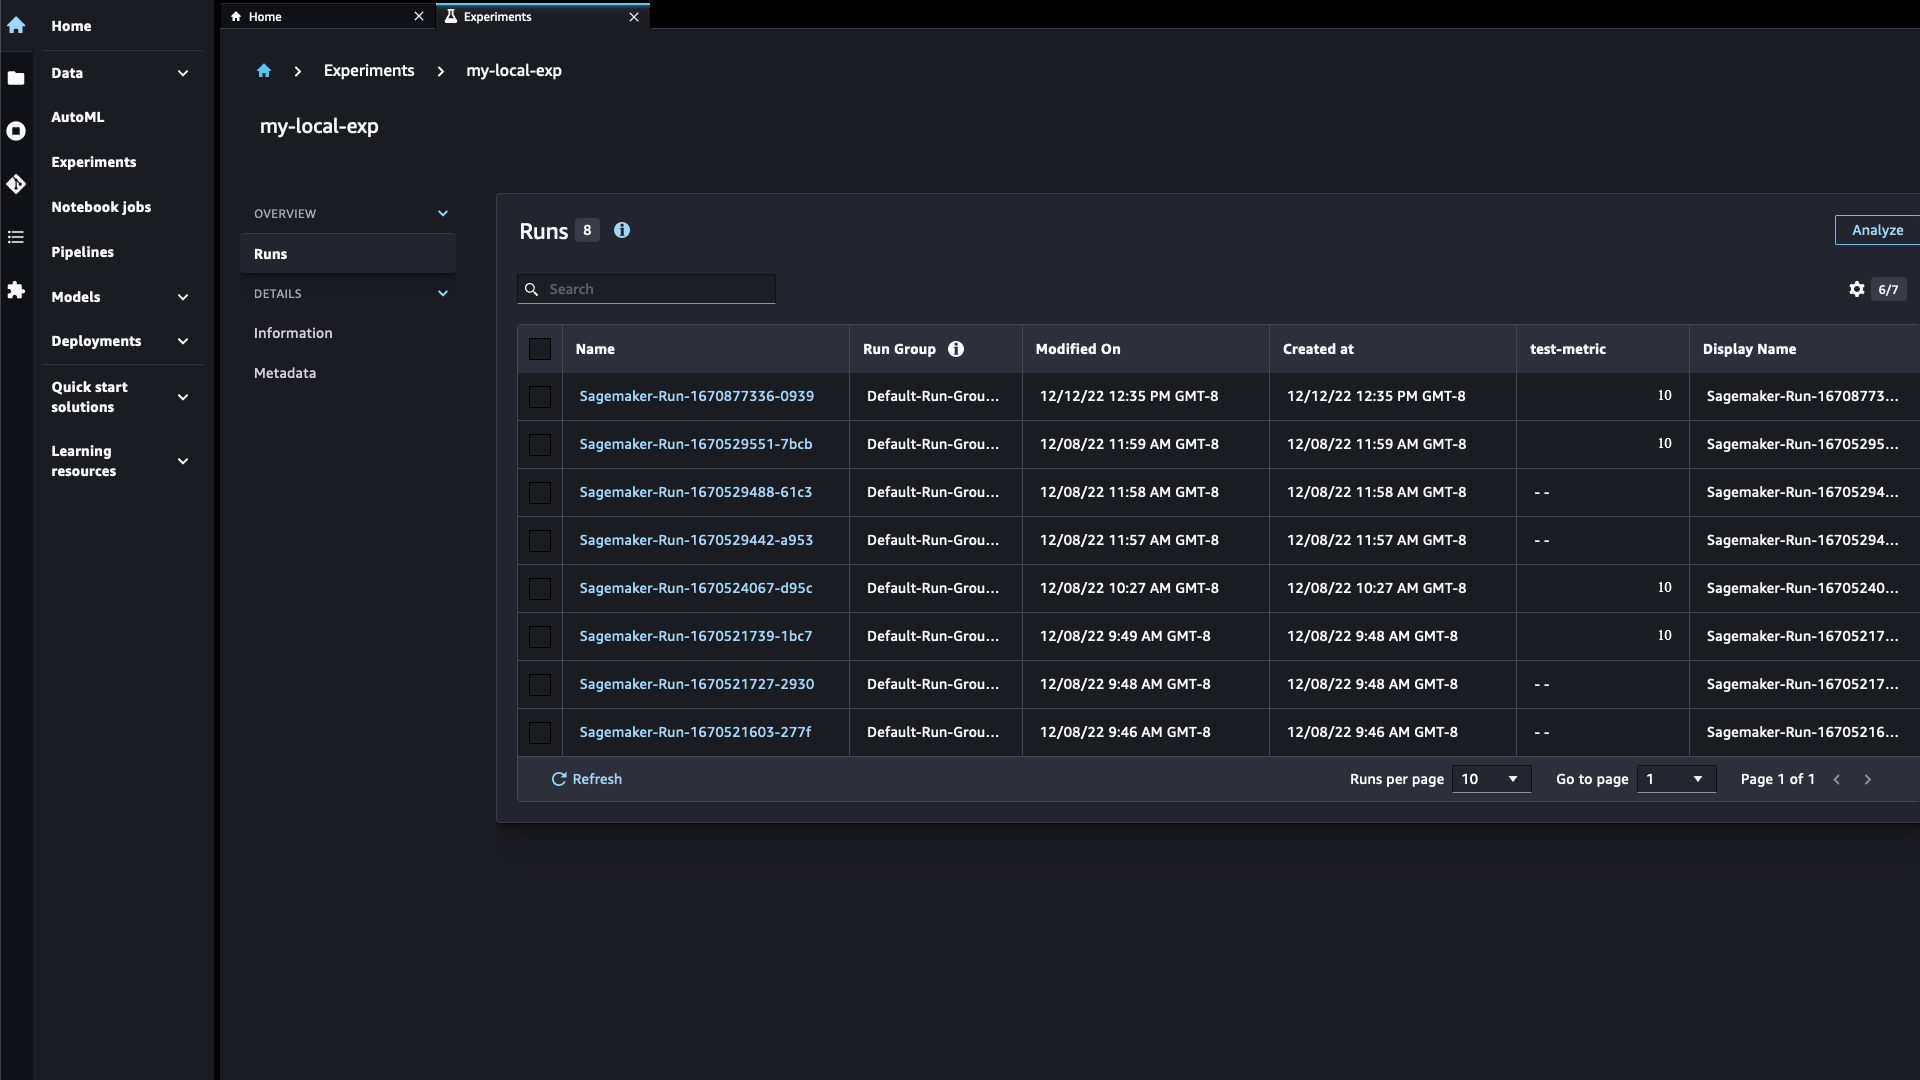 Home
Data
AutoML
Experiments
Notebook jobs
Pipelines
Models
Deployments
Quick start
solutions
Learning
resources
Home
Experiments
Experiments
my-local-exp
my-local-exp
OVERVIEW
Runs
DETAILS
Information
Metadata
Runs 8
Analyze
Search
6/7
Name Run Group Modified On Created at test-metric Display Name
Sagemaker-Run-1670877336-0939 Default-Run-Grou... 12/12/22 12:35 PM GMT-8 12/12/22 12:35 PM GMT-8 10 Sagemaker-Run-16708773...
Sagemaker-Run-1670529551-7bcb Default-Run-Grou... 12/08/22 11:59 AM GMT-8 12/08/22 11:59 AM GMT-8 10 Sagemaker-Run-16705295...
Sagemaker-Run-1670529488-61c3 Default-Run-Grou... 12/08/22 11:58 AM GMT-8 12/08/22 11:58 AM GMT-8 -- Sagemaker-Run-16705294...
Sagemaker-Run-1670529442-a953 Default-Run-Grou... 12/08/22 11:57 AM GMT-8 12/08/22 11:57 AM GMT-8 -- Sagemaker-Run-16705294...
Sagemaker-Run-1670524067-d95c Default-Run-Grou... 12/08/22 10:27 AM GMT-8 12/08/22 10:27 AM GMT-8 10 Sagemaker-Run-16705240...
Sagemaker-Run-1670521739-1bc7 Default-Run-Grou... 12/08/22 9:49 AM GMT-8 12/08/22 9:48 AM GMT-8 10 Sagemaker-Run-16705217...
Sagemaker-Run-1670521727-2930 Default-Run-Grou... 12/08/22 9:48 AM GMT-8 12/08/22 9:48 AM GMT-8 -- Sagemaker-Run-16705217...
Sagemaker-Run-1670521603-277f Default-Run-Grou... 12/08/22 9:46 AM GMT-8 12/08/22 9:46 AM GMT-8 -- Sagemaker-Run-16705216...
Refresh Runs per page 10 Go to page 1 Page 1 of 1